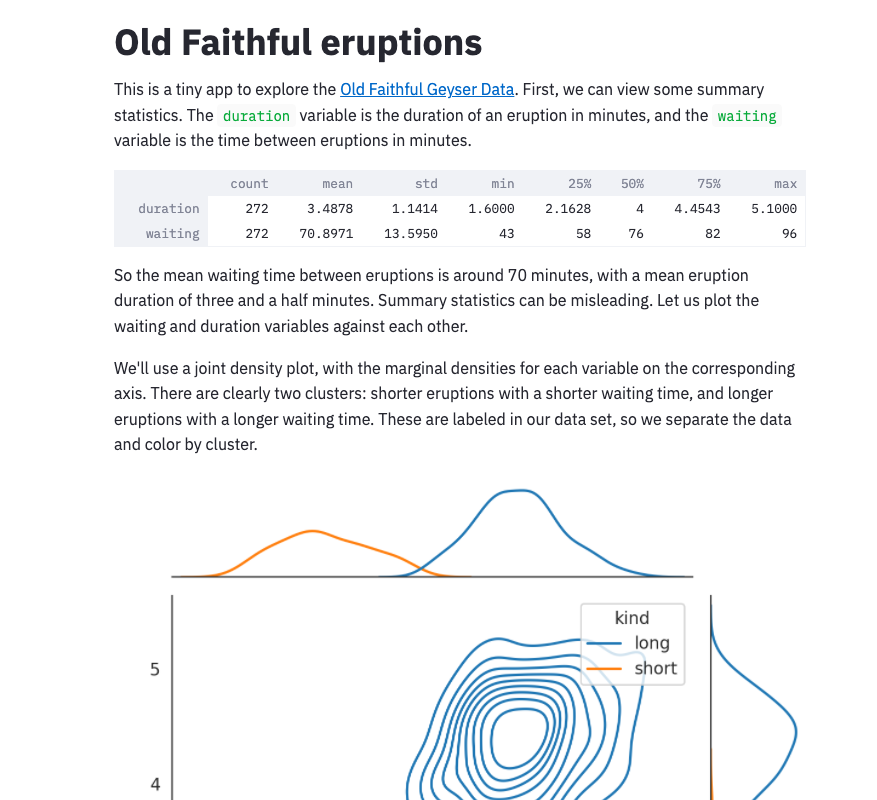 Old Faithful eruptions
This is a tiny app to explore the Old Faithful Geyser Data. First, we can view some summary
statistics. The duration variable is the duration of an eruption in minutes, and the waiting
variable is the time between eruptions in minutes.
count mean std min 25% 50% 75% max
duration 272 3.4878 1.1414 1.6000 2.1628 4 4.4543 5.1000
waiting 272 70.8971 13.5950 43 58 76 82 96
So the mean waiting time between eruptions is around 70 minutes, with a mean eruption
duration of three and a half minutes. Summary statistics can be misleading. Let us plot the
waiting and duration variables against each other.
We'll use a joint density plot, with the marginal densities for each variable on the corresponding
axis. There are clearly two clusters: shorter eruptions with a shorter waiting time, and longer
eruptions with a longer waiting time. These are labeled in our data set, so we separate the data
and color by cluster.
kind
long
short
5
4